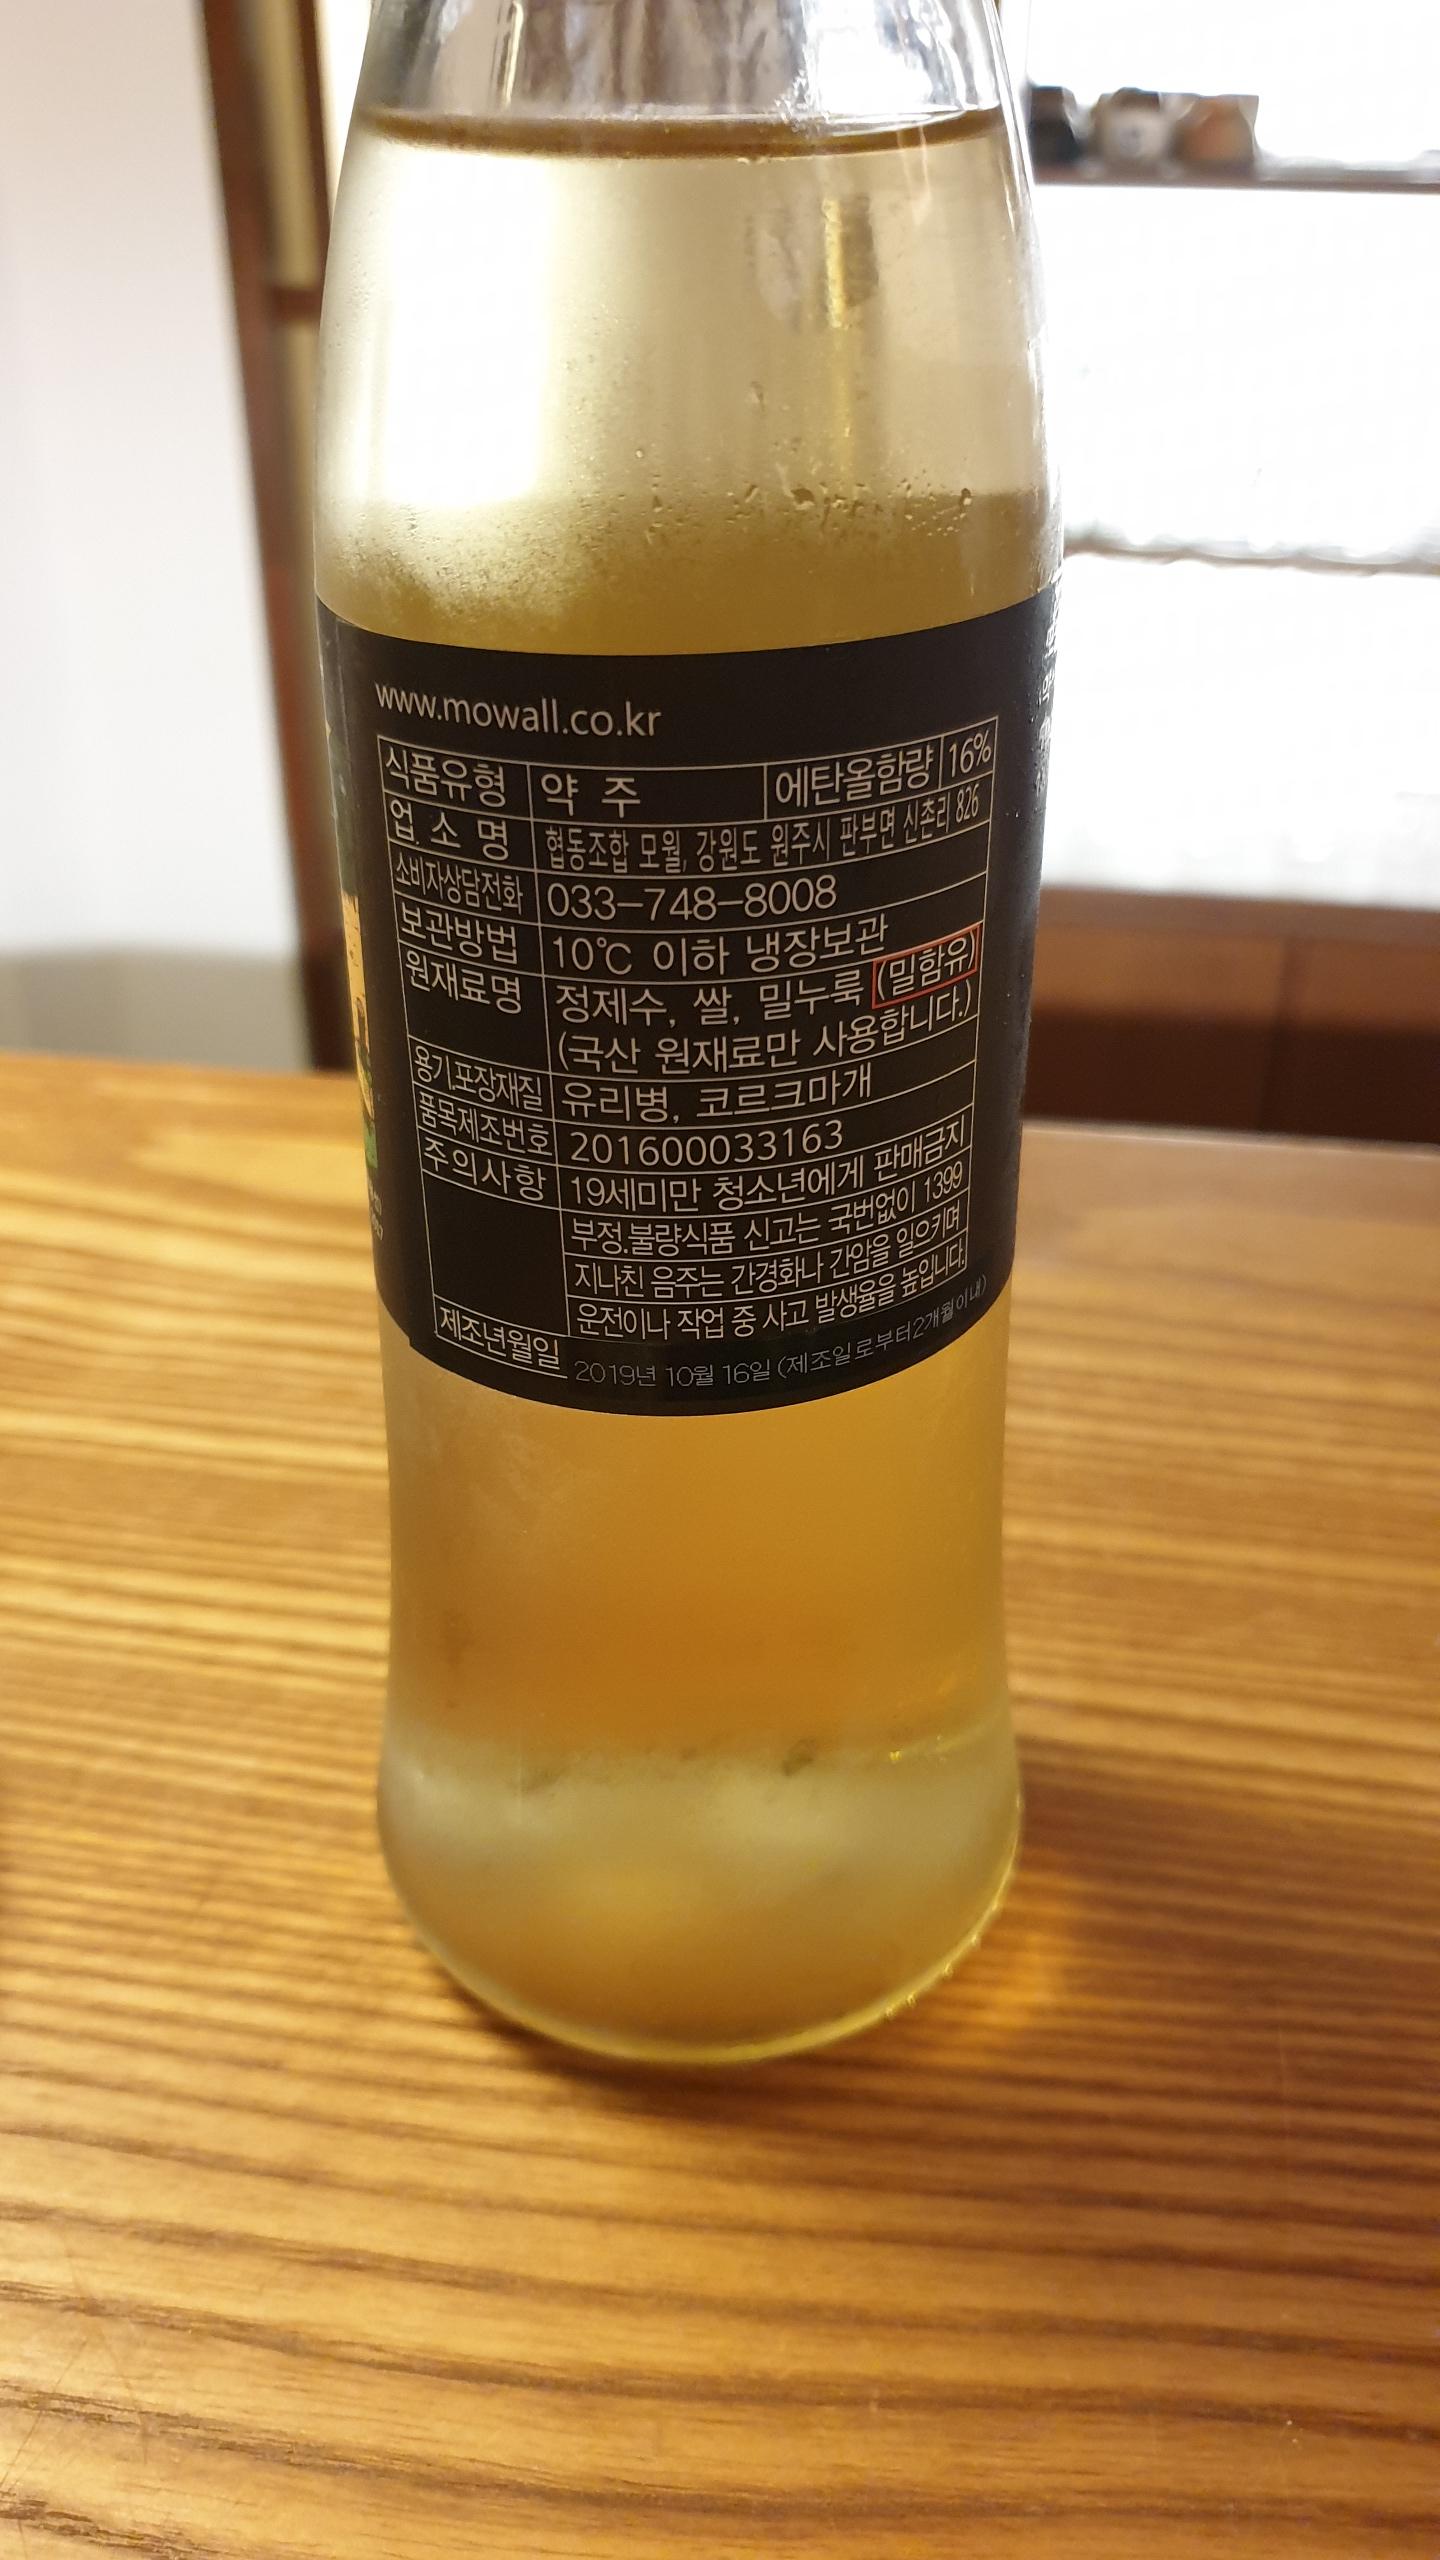 www.mowall.co.kr
식품유형 약 주 에탄올함량 16%
업 소 명 협동조합 모월, 강원도 원주시 판부면 신촌리 826
소비자상담전화 033-748-8008
보관방법 10℃ 이하 냉장보관
원재료명 정제수, 쌀, 밀누룩 (밀함유)
(국산 원재료만 사용합니다.)
용기.포장재질 유리병, 코르크마개
품목제조번호 201600033163
주의사항 19세미만 청소년에게 판매금지
부정.불량식품 신고는 국번없이 1399
지나친 음주는 간경화나 간암을 일으키며
운전이나 작업 중 사고 발생율을 높입니다.
제조년월일 2019년 10월 16일 (제조일로부터2개월이내)